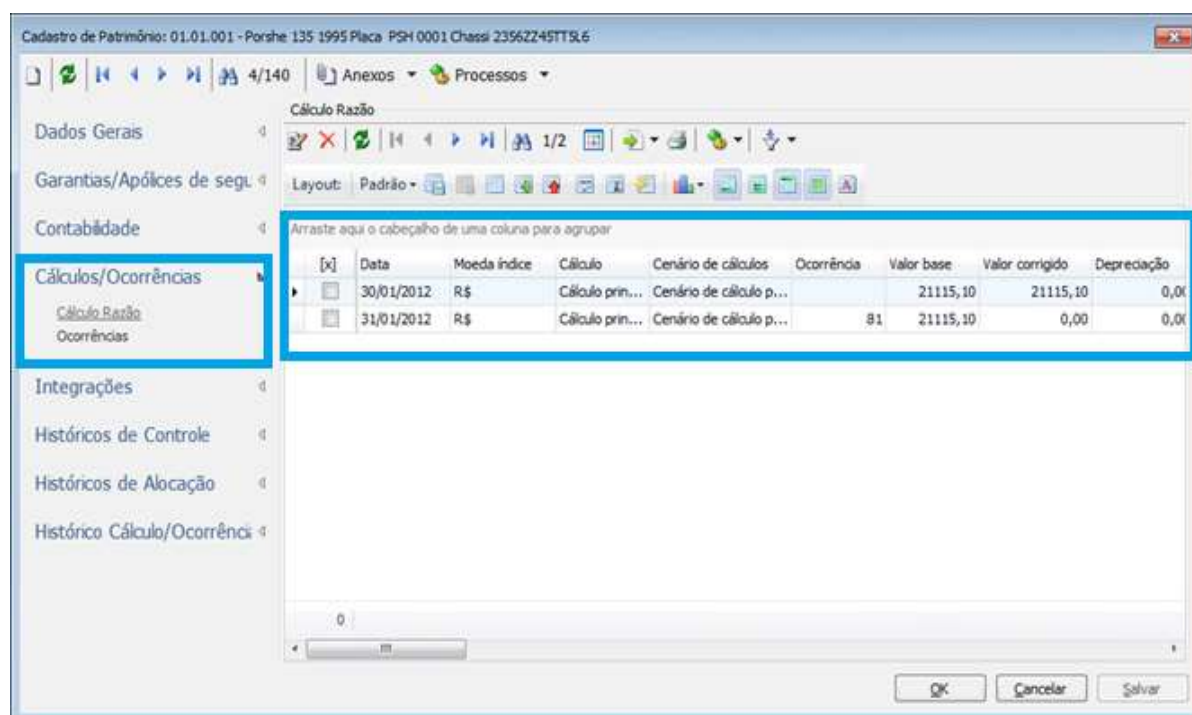 Cadastro de Patrimônio: 01.01.001 - Porshe 135 1995 Placa PSH 0001 Chassi 2356ZZ45TT5L6
4/140 Anexos Processos
Cálculo Razão
Dados Gerais
1/2
Garantias/Apólices de segu
Layout: Padrão
Contabilidade
Arraste aqui o cabeçalho de uma coluna para agrupar
Cálculos/Ocorrências
Cálculo Razão
Ocorrências
[x] Data Moeda índice Cálculo Cenário de cálculos Ocorrência Valor base Valor corrigido Depreciação
30/01/2012 R$ Cálculo prin... Cenário de cálculo p... 21115,10 21115,10 0,00
31/01/2012 R$ Cálculo prin... Cenário de cálculo p... 81 21115,10 0,00 0,00
Integrações
Históricos de Controle
Históricos de Alocação
Histórico Cálculo/Ocorrênci
0
OK Cancelar Salvar